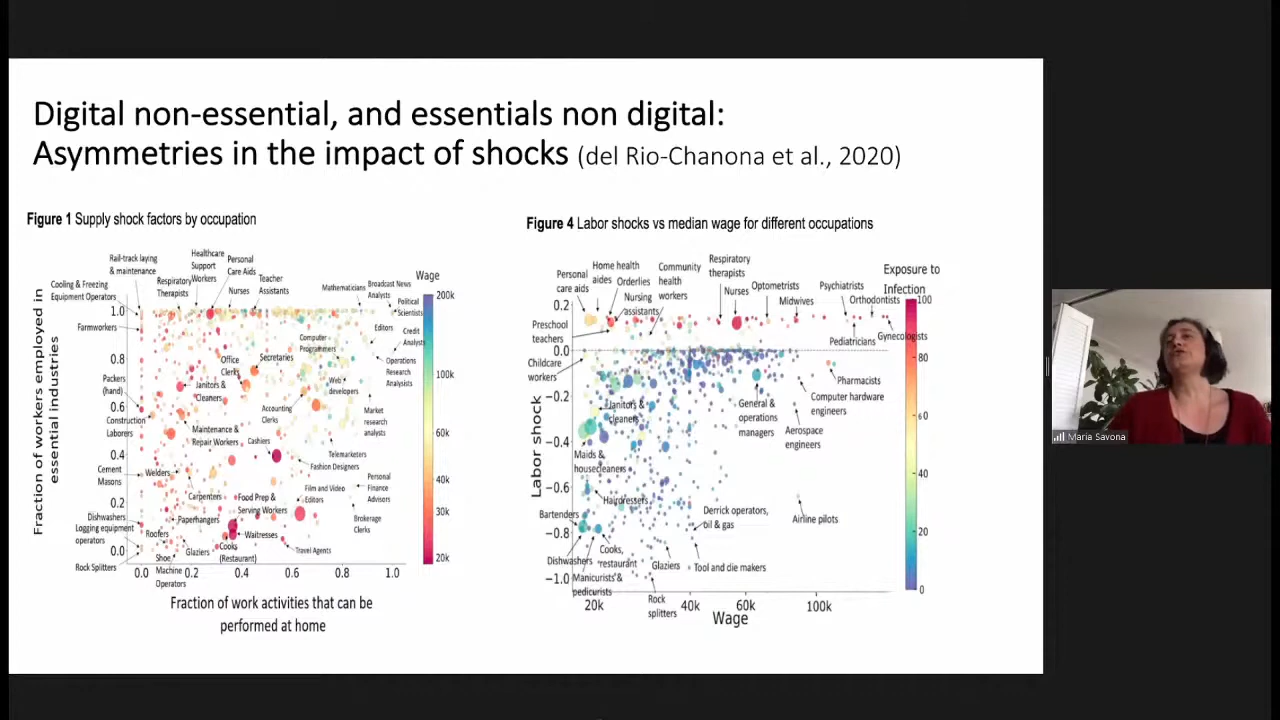 Digital non-essential, and essentials non digital:
Asymmetries in the impact of shocks (del Rio-Chanona et al., 2020)
Figure 1 Supply shock factors by occupation
Fraction of workers employed in
essential industries
1.0
0.8
0.6
0.4
0.2
0.0
Rail-track laying
& maintenance
Healthcare
Support
Workers
Personal
Care Aids
Respiratory
Therapists
Nurses
Teacher
Assistants
Cooling & Freezing
Equipment Operators
Mathematicians
Broadcast News
Analysts
Political
Scientists
Farmworkers
Editors
Credit
Analysts
Computer
Programmers
Office
Clerks
Secretaries
Operations
Research
Analysists
Packers
(hand)
Janitors &
Cleaners
Web
developers
Accounting
Clerks
Market
research
analysts
Construction
Laborers
Maintenance &
Repair Workers
Cashiers
Telemarketers
Cement
Masons
Welders
Fashion Designers
Carpenters
Food Prep &
Serving Workers
Film and Video
Editors
Personal
Finance
Advisors
Dishwashers
Paperhangers
Brokerage
Clerks
Logging equipment
operators
Roofers
Waitresses
Glaziers
Cooks
(Restaurant)
Travel Agents
Rock Splitters
Shoe
Machine
Operators
0.0 0.2 0.4 0.6 0.8 1.0
Fraction of work activities that can be
performed at home
Wage
200k
100k
60k
40k
30k
20k
Figure 4 Labor shocks vs median wage for different occupations
Labor shock
0.2
0.0
−0.2
−0.4
−0.6
−0.8
−1.0
Personal
care aids
Home health
aides
Orderlies
Nursing
assistants
Community
health
workers
Respiratory
therapists
Nurses
Optometrists
Midwives
Psychiatrists
Orthodontists
Preschool
teachers
Pediatricians
Gynecologists
Childcare
workers
Pharmacists
Janitors &
cleaners
General &
operations
managers
Computer hardware
engineers
Aerospace
engineers
Maids &
housecleaners
Hairdressers
Bartenders
Derrick operators,
oil & gas
Airline pilots
Dishwashers
Cooks,
restaurant
Glaziers
Tool and die makers
Manicurists &
pedicurists
Rock
splitters
20k 40k 60k 100k
Wage
Exposure to
Infection
100
80
60
40
20
0
Maria Savona